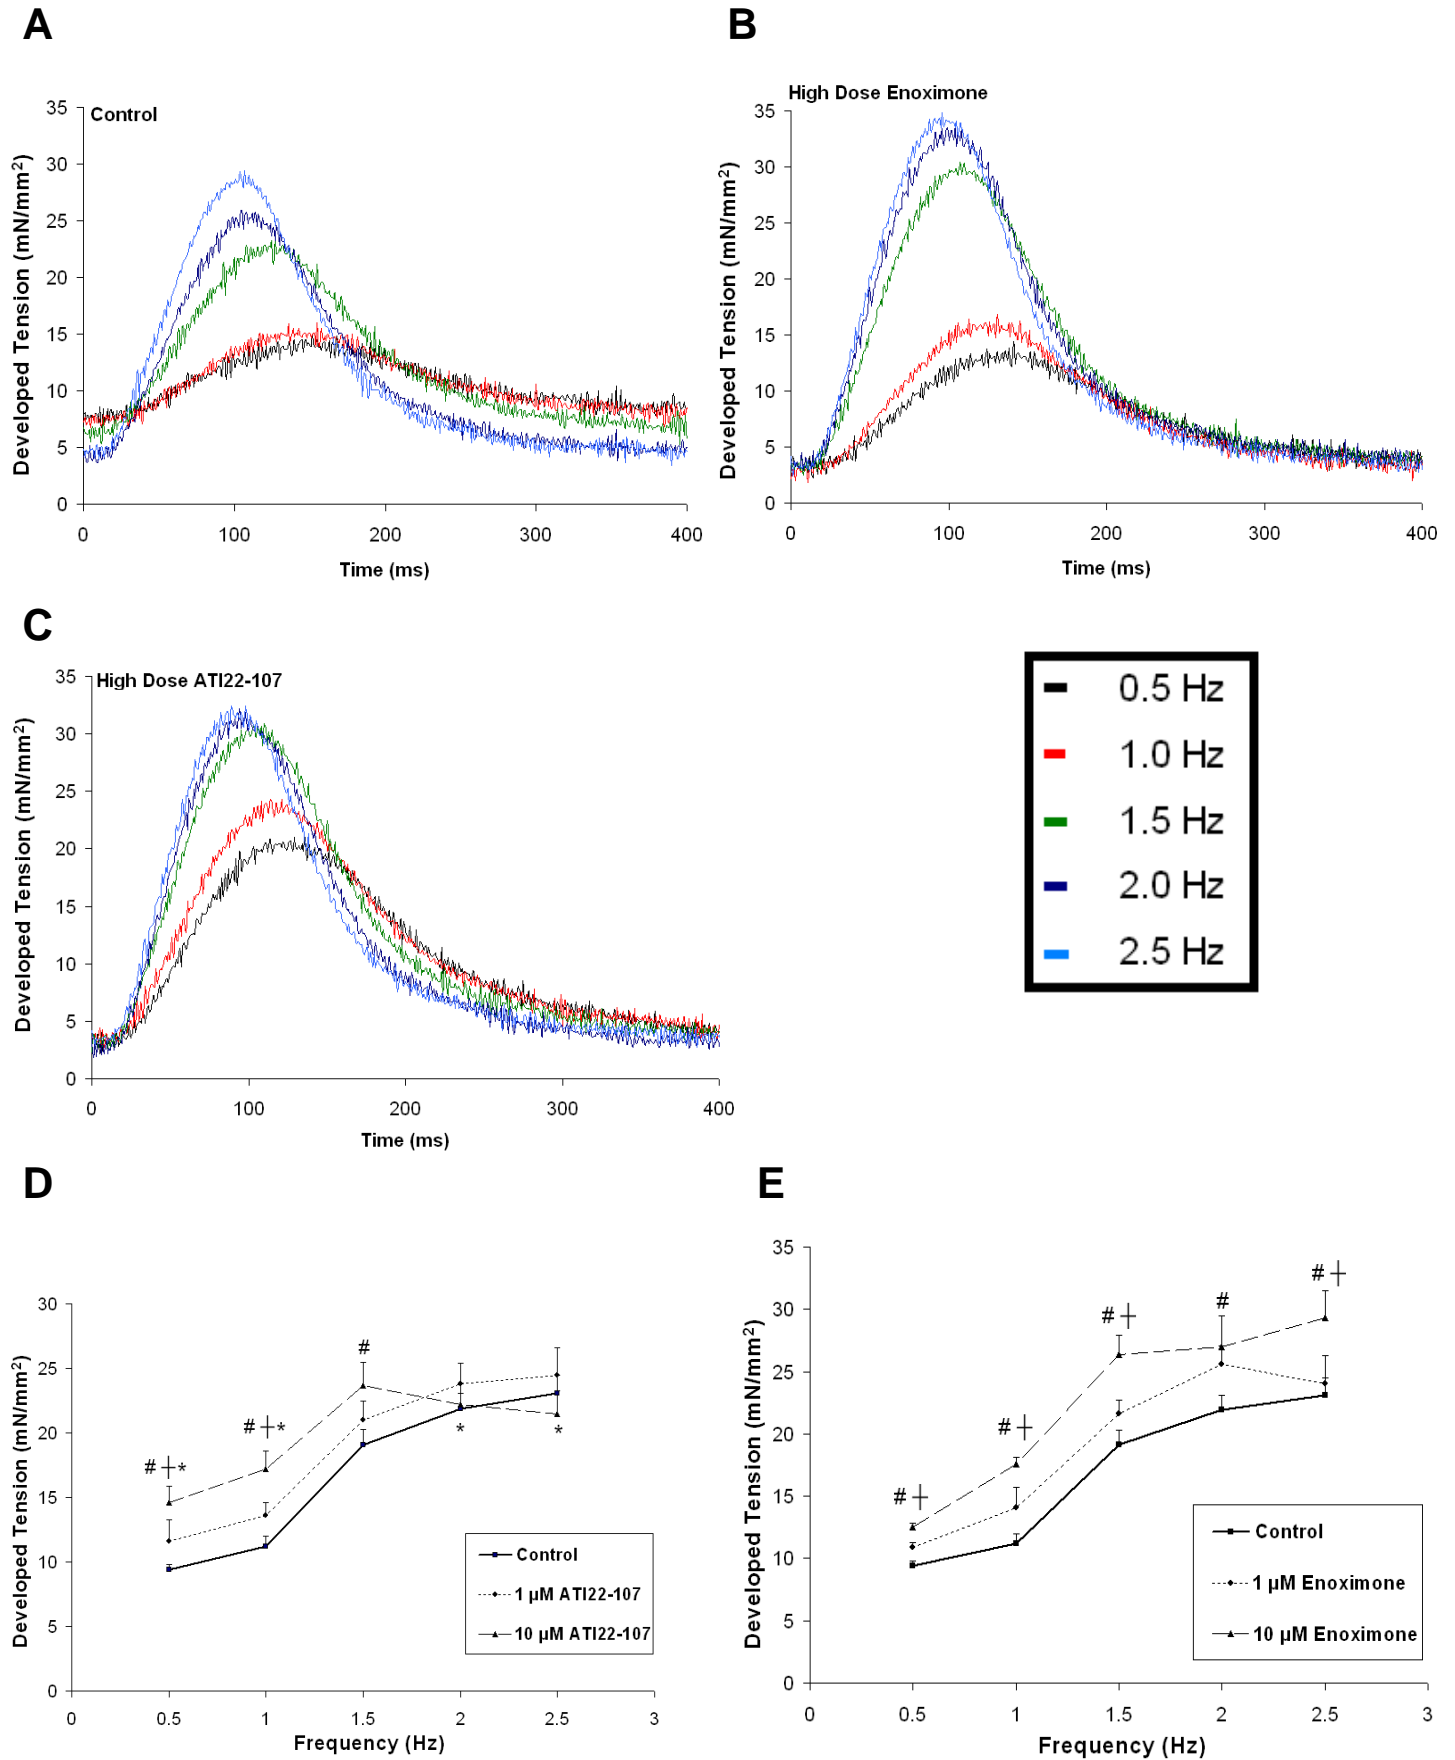 A
Control
Developed Tension (mN/mm²)
35
30
25
20
15
10
5
0
0 100 200 300 400
Time (ms)
B
High Dose Enoximone
Developed Tension (mN/mm²)
35
30
25
20
15
10
5
0
0 100 200 300 400
Time (ms)
C
High Dose ATI22-107
Developed Tension (mN/mm²)
35
30
25
20
15
10
5
0
0 100 200 300 400
Time (ms)
0.5 Hz
1.0 Hz
1.5 Hz
2.0 Hz
2.5 Hz
D
Developed Tension (mN/mm²)
30
25
20
15
10
5
0
# ┼ *
# ┼ *
#
*
*
Control
1 µM ATI22-107
10 µM ATI22-107
0 0.5 1 1.5 2 2.5 3
Frequency (Hz)
E
Developed Tension (mN/mm²)
35
30
25
20
15
10
5
0
# ┼
# ┼
# ┼
#
# ┼
Control
1 µM Enoximone
10 µM Enoximone
0 0.5 1 1.5 2 2.5 3
Frequency (Hz)